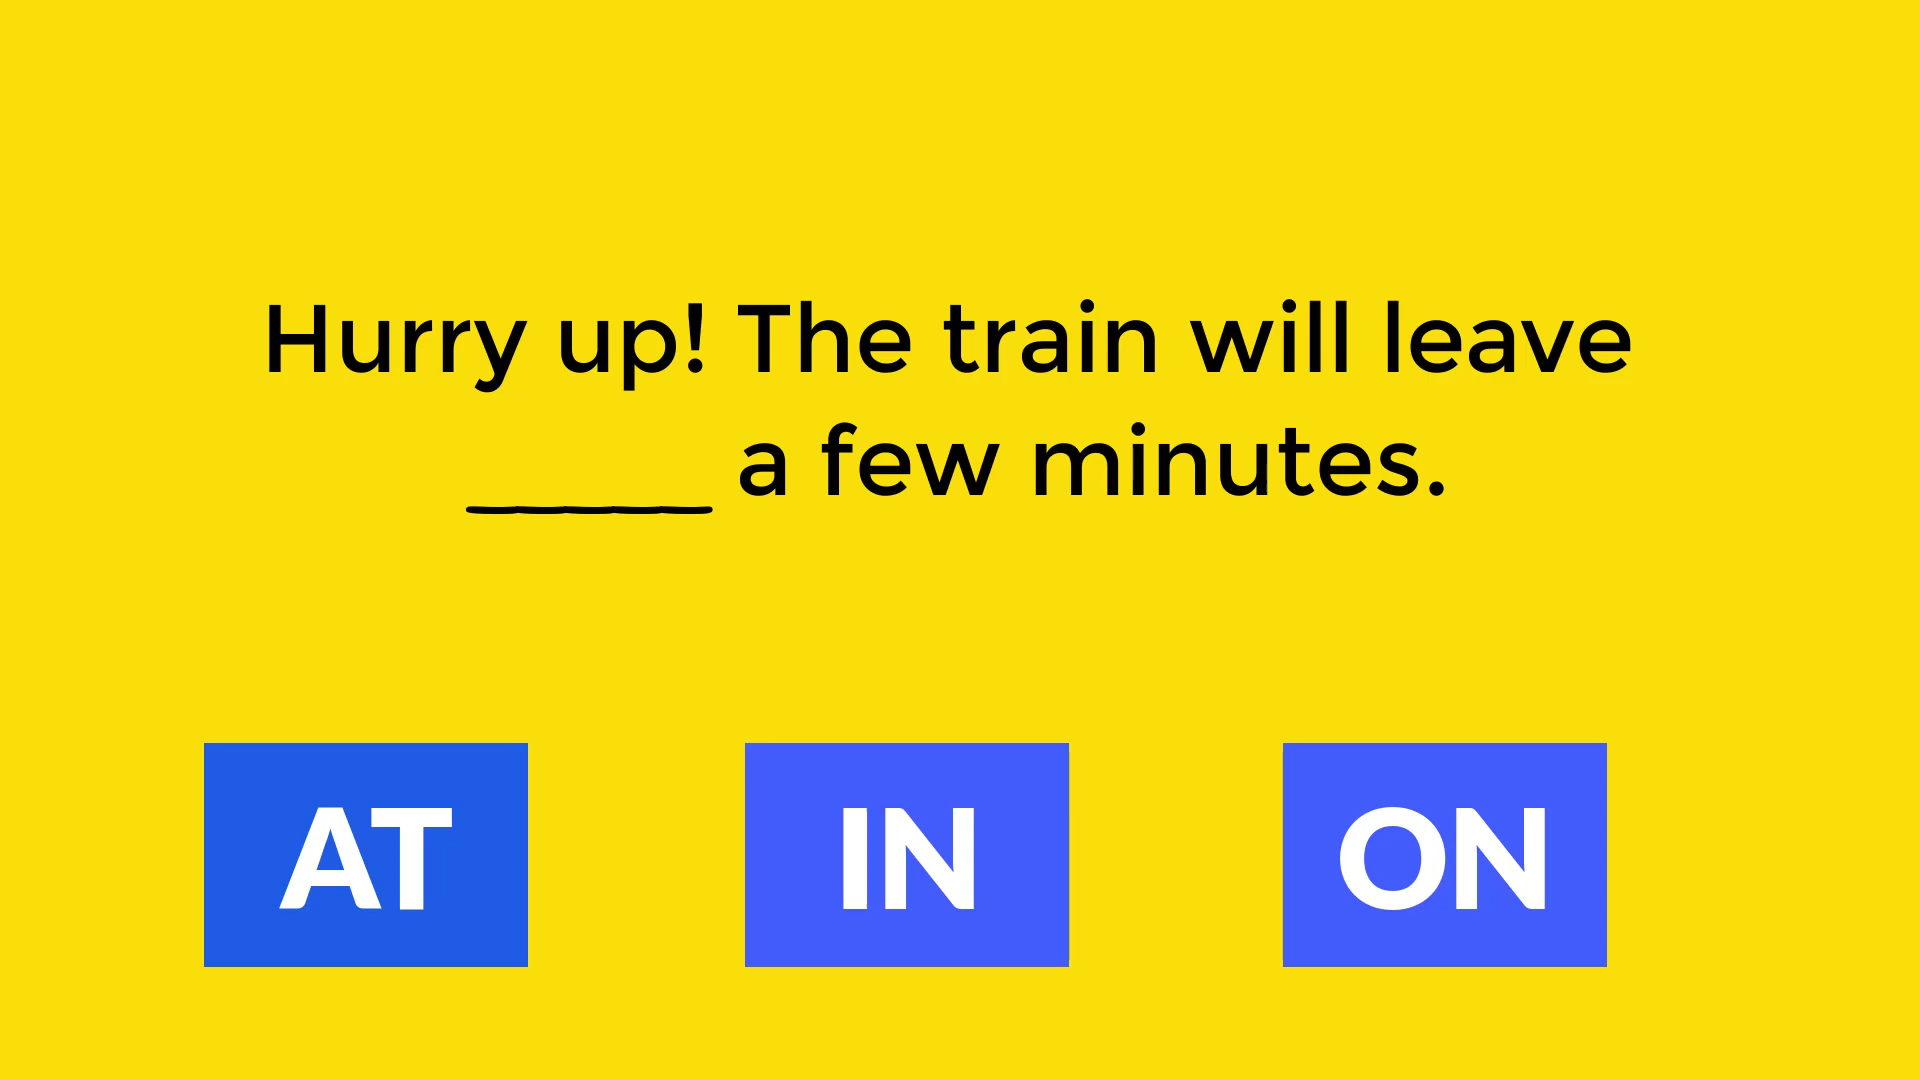 Hurry up! The train will leave
_____ a few minutes.
AT
IN
ON